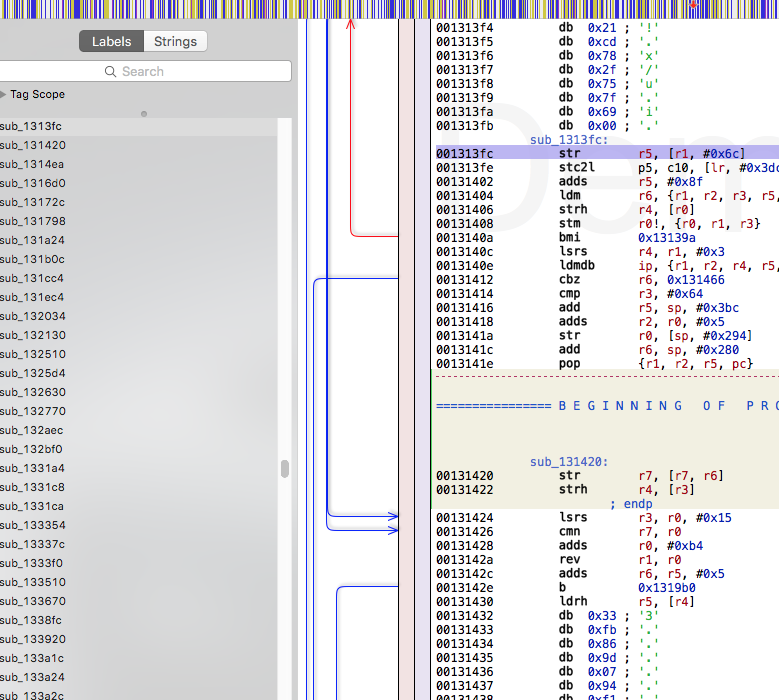 Labels Strings
Search
Tag Scope
sub_1313fc
sub_131420
sub_1314ea
sub_1316d0
sub_13172c
sub_131798
sub_131a24
sub_131b0c
sub_131cc4
sub_131ec4
sub_132034
sub_132130
sub_132510
sub_1325d4
sub_132630
sub_132770
sub_132aec
sub_132bf0
sub_1331a4
sub_1331c8
sub_1331ca
sub_133354
sub_13337c
sub_1333f0
sub_133510
sub_133670
sub_1338fc
sub_133920
sub_133a1c
sub_133a24
sub_133a2c
001313f4 db 0x21 ; '!'
001313f5 db 0xcd ; '.'
001313f6 db 0x78 ; 'x'
001313f7 db 0x2f ; '/'
001313f8 db 0x75 ; 'u'
001313f9 db 0x7f ; '.'
001313fa db 0x69 ; 'i'
001313fb db 0x00 ; '.'
sub_1313fc:
001313fc str r5, [r1, #0x6c]
001313fe stc2l p5, c10, [lr, #0x3dc
00131402 adds r5, #0x8f
00131404 ldm r6, {r1, r2, r3, r5,
00131406 strh r4, [r0]
00131408 stm r0!, {r0, r1, r3}
0013140a bmi 0x13139a
0013140c lsrs r4, r1, #0x3
0013140e ldmdb ip, {r1, r2, r4, r5,
00131412 cbz r6, 0x131466
00131414 cmp r3, #0x64
00131416 add r5, sp, #0x3bc
00131418 adds r2, r0, #0x5
0013141a str r0, [sp, #0x294]
0013141c add r6, sp, #0x280
0013141e pop {r1, r2, r5, pc}
================ B E G I N N I N G O F P R O
sub_131420:
00131420 str r7, [r7, r6]
00131422 strh r4, [r3]
; endp
00131424 lsrs r3, r0, #0x15
00131426 cmn r7, r0
00131428 adds r0, #0xb4
0013142a rev r1, r0
0013142c adds r6, r5, #0x5
0013142e b 0x1319b0
00131430 ldrh r5, [r4]
00131432 db 0x33 ; '3'
00131433 db 0xfb ; '.'
00131434 db 0x86 ; '.'
00131435 db 0x9d ; '.'
00131436 db 0x07 ; '.'
00131437 db 0x94 ; '.'
00131438 db 0xf1 ; '.'
Dem